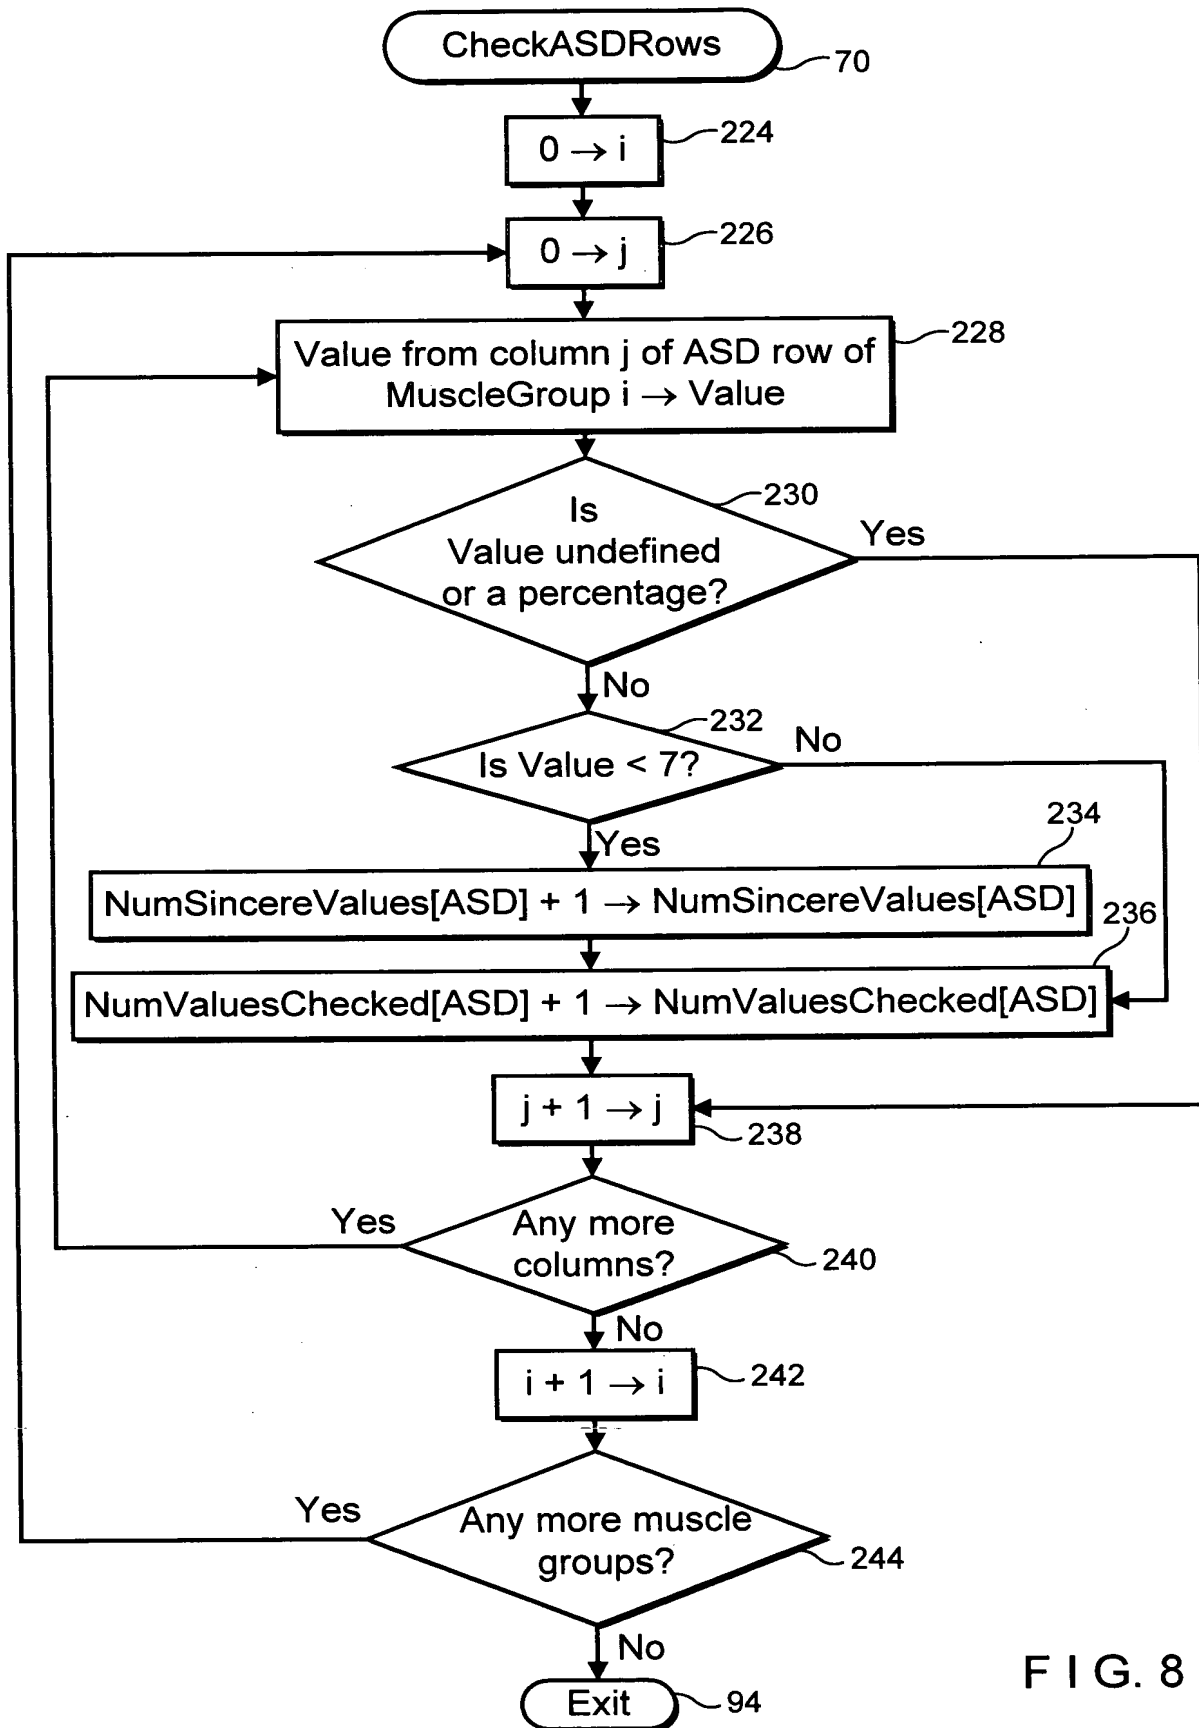 CheckASDRows
70
0 → i
224
0 → j
226
Value from column j of ASD row of
MuscleGroup i → Value
228
Is
Value undefined
or a percentage?
230
Yes
No
Is Value < 7?
232
No
Yes
234
NumSincereValues[ASD] + 1 → NumSincereValues[ASD]
236
NumValuesChecked[ASD] + 1 → NumValuesChecked[ASD]
j + 1 → j
238
Yes
Any more
columns?
240
No
i + 1 → i
242
Yes
Any more muscle
groups?
244
No
Exit
94
F I G. 8